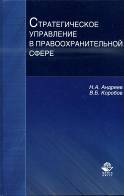 Стратегическое
управление
в правоохранительной
сфере
Н.А. Андреев
В.Б. Коробов